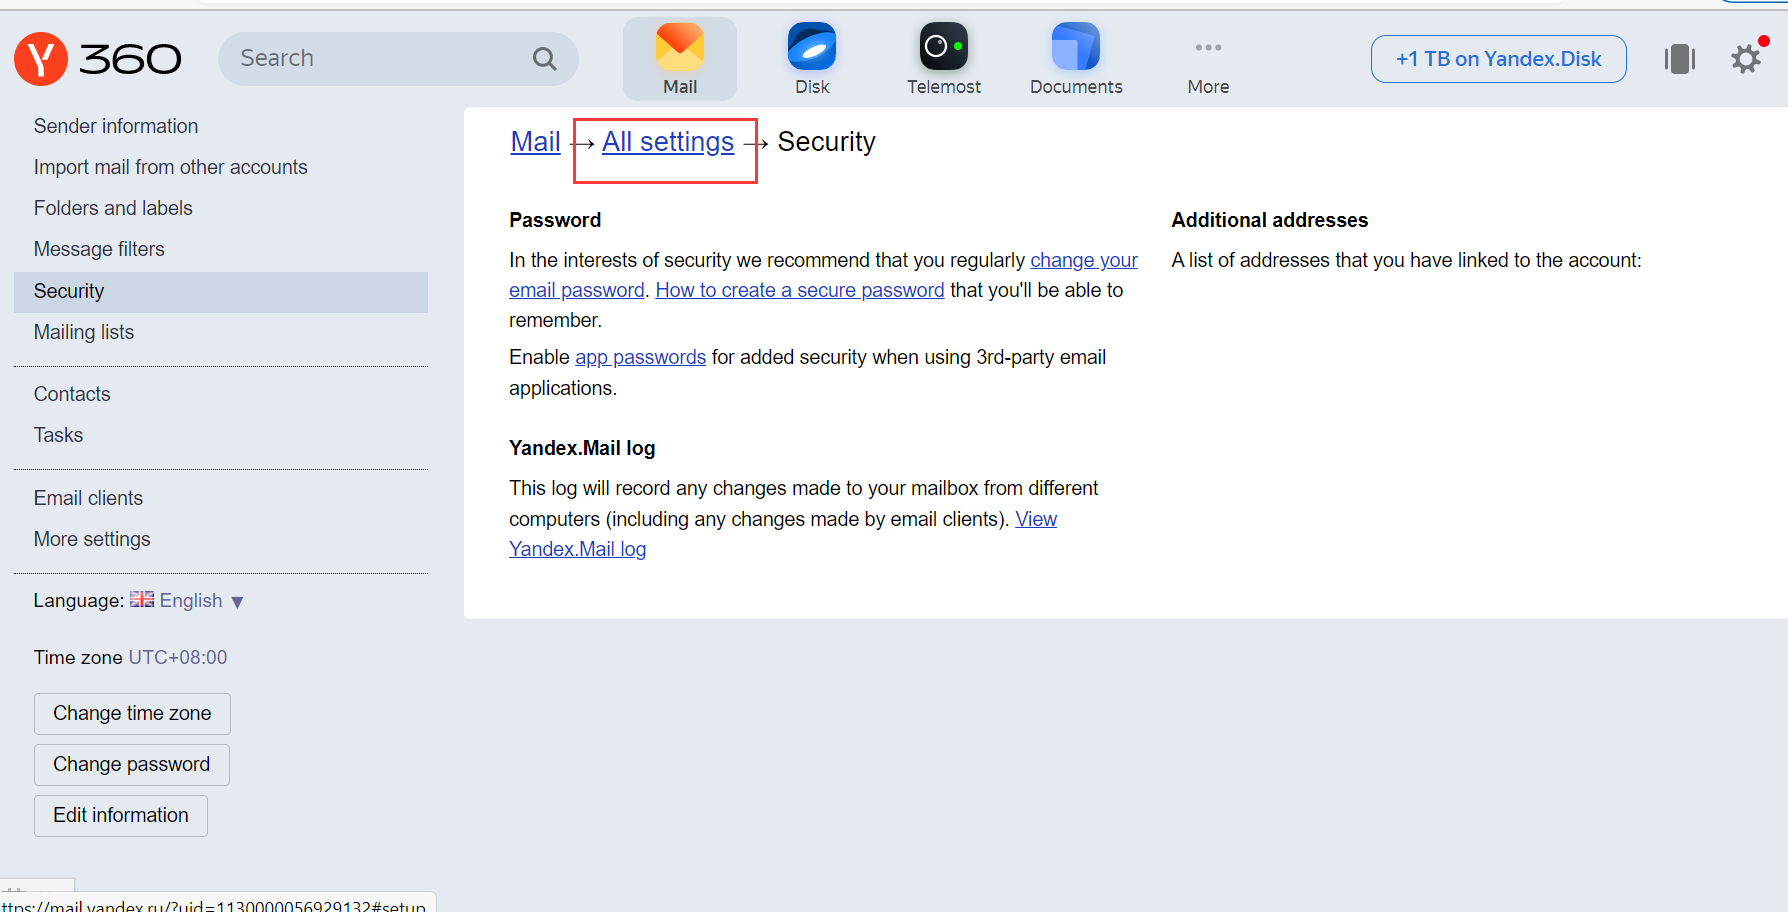 Y 360
Search
Mail
Disk
Telemost
Documents
More
+1 TB on Yandex.Disk
Sender information
Import mail from other accounts
Folders and labels
Message filters
Security
Mailing lists
Contacts
Tasks
Email clients
More settings
Language: English ▼
Time zone UTC+08:00
Change time zone
Change password
Edit information
Mail → All settings → Security
Password
In the interests of security we recommend that you regularly change your
email password. How to create a secure password that you'll be able to
remember.
Enable app passwords for added security when using 3rd-party email
applications.
Yandex.Mail log
This log will record any changes made to your mailbox from different
computers (including any changes made by email clients). View
Yandex.Mail log
Additional addresses
A list of addresses that you have linked to the account:
ttps://mail.yandex.ru/?uid=1130000056929132#setup